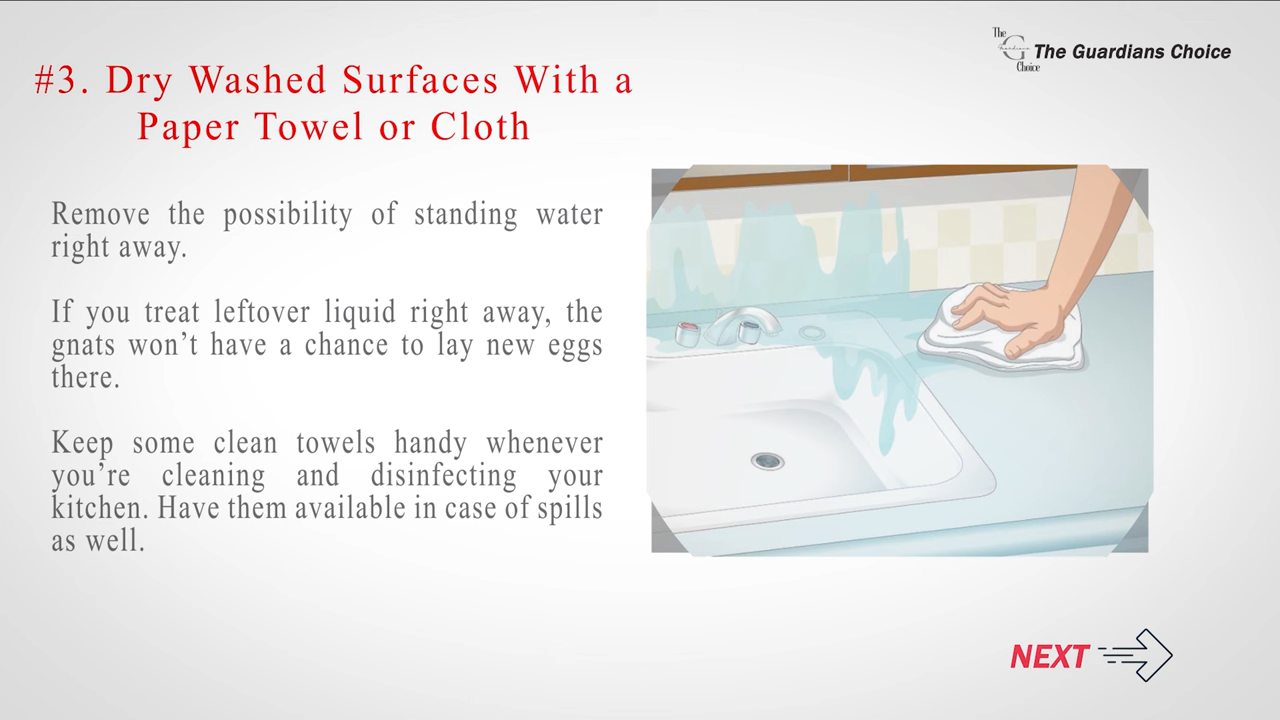 The
G
Guardians
Choice
The Guardians Choice
#3. Dry Washed Surfaces With a
Paper Towel or Cloth
Remove the possibility of standing water
right away.
If you treat leftover liquid right away, the
gnats won’t have a chance to lay new eggs
there.
Keep some clean towels handy whenever
you’re cleaning and disinfecting your
kitchen. Have them available in case of spills
as well.
NEXT